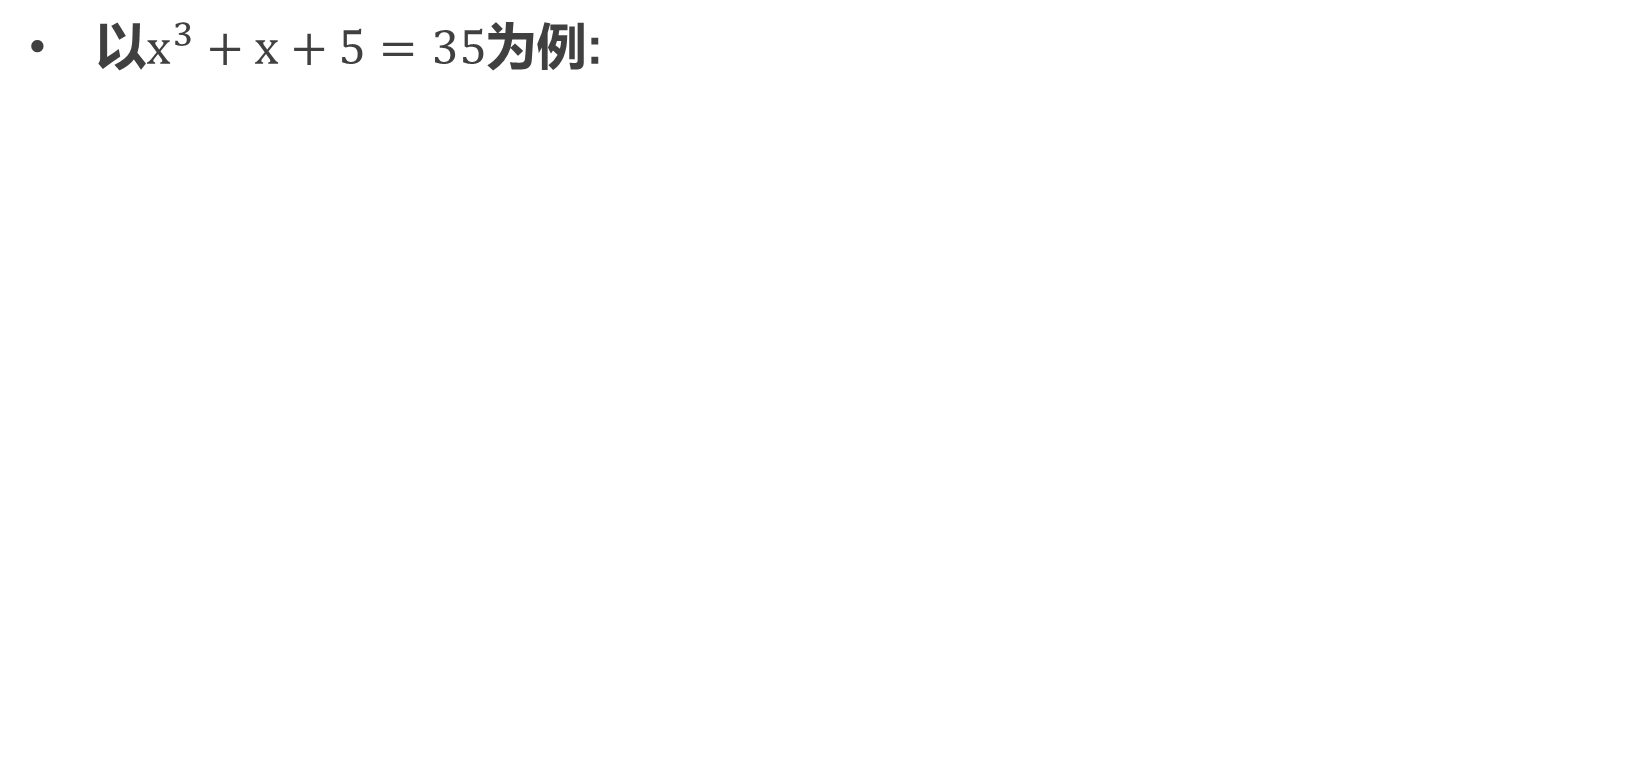 • 以x³ + x + 5 = 35为例: